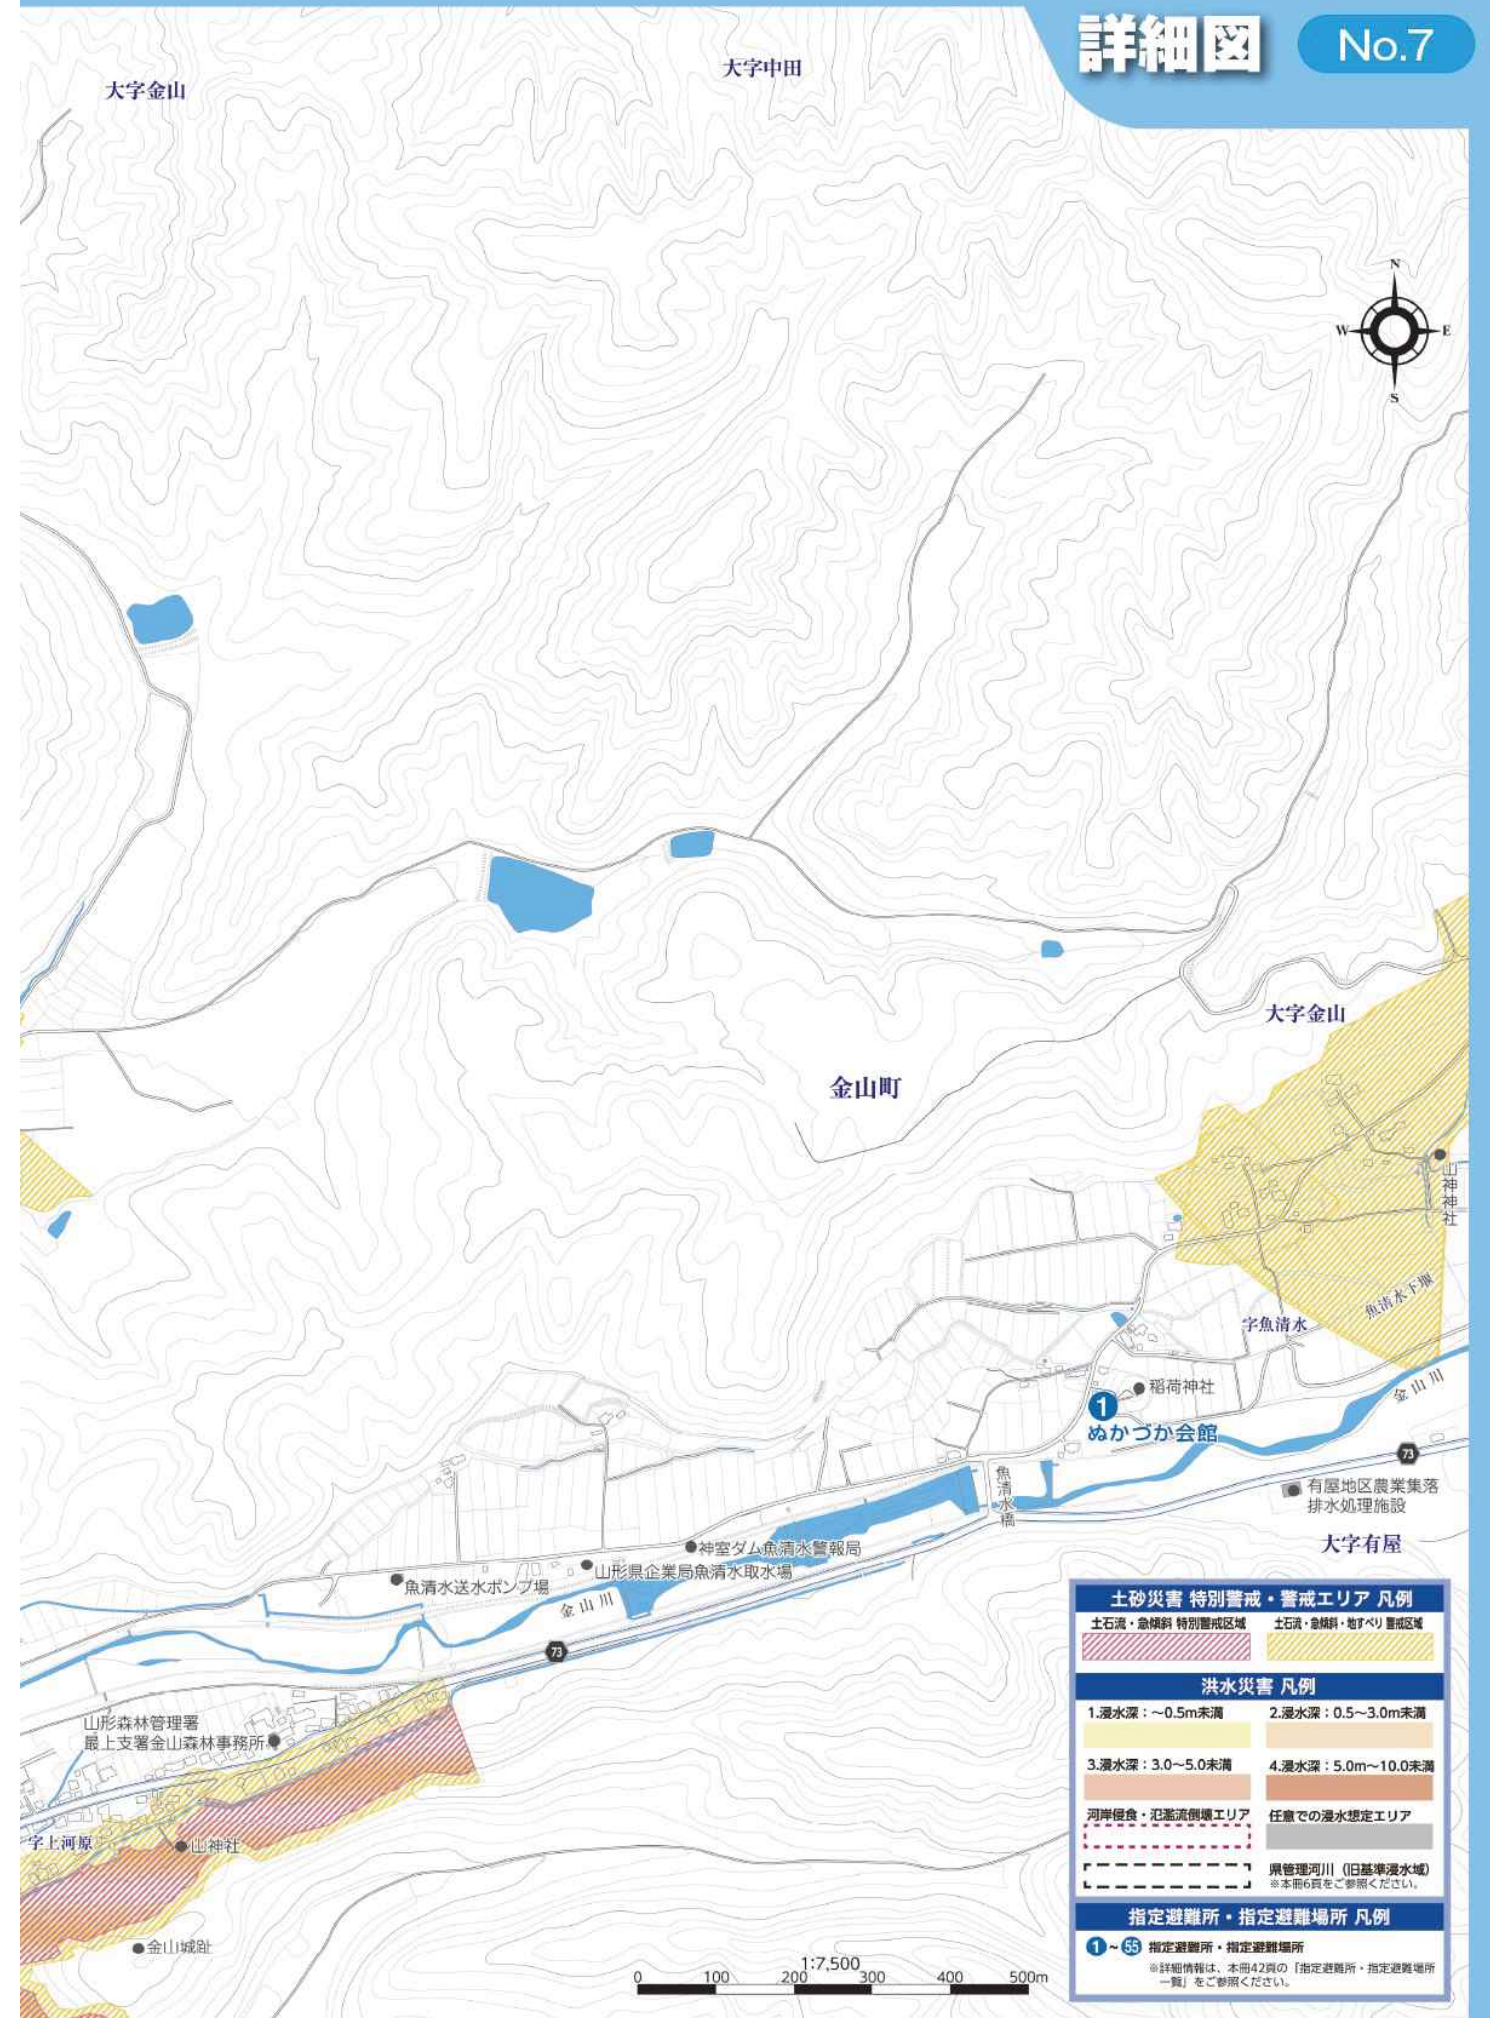 詳細図 No.7
大字金山
大字中田
N
W E
S
大字金山
金山町
山神神社
魚清水下堰
字魚清水
稲荷神社
金山川
1
ぬかづか会館
73
魚清水橋
有屋地区農業集落
排水処理施設
大字有屋
神室ダム魚清水警報局
山形県企業局魚清水取水場
魚清水送水ポンプ場
金山川
73
山形森林管理署
最上支署金山森林事務所
字上河原
山神社
金山城趾
土砂災害 特別警戒・警戒エリア 凡例
土石流・急傾斜 特別警戒区域 土石流・急傾斜・地すべり 警戒区域
洪水災害 凡例
1.浸水深：～0.5m未満 2.浸水深：0.5～3.0m未満
3.浸水深：3.0～5.0未満 4.浸水深：5.0m～10.0未満
河岸侵食・氾濫流倒壊エリア 任意での浸水想定エリア
県管理河川（旧基準浸水域）
※本冊6頁をご参照ください。
指定避難所・指定避難場所 凡例
1～55 指定避難所・指定避難場所
※詳細情報は、本冊42頁の「指定避難所・指定避難場所
一覧」をご参照ください。
1:7,500
0 100 200 300 400 500m